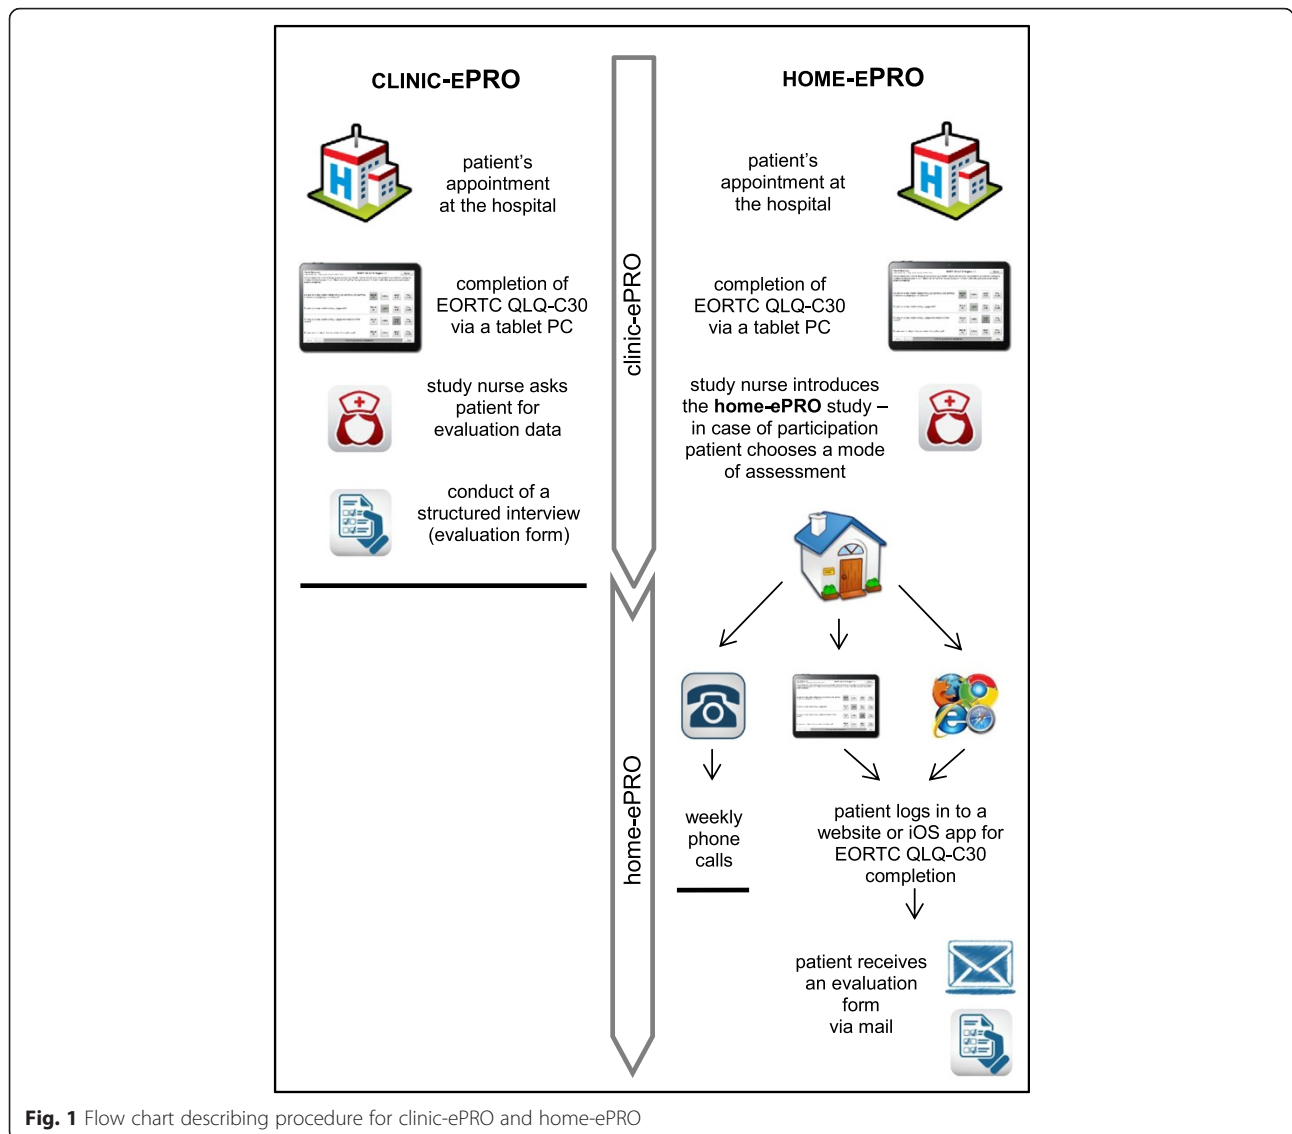 CLINIC-EPRO
patient's
appointment
at the hospital
completion of
EORTC QLQ-C30
via a tablet PC
study nurse asks
patient for
evaluation data
conduct of a
structured interview
(evaluation form)
clinic-ePRO
home-ePRO
HOME-EPRO
patient's
appointment at
the hospital
completion of
EORTC QLQ-C30
via a tablet PC
study nurse introduces
the home-ePRO study –
in case of participation
patient chooses a mode
of assessment
weekly
phone
calls
patient logs in to a
website or iOS app for
EORTC QLQ-C30
completion
patient receives
an evaluation
form
via mail
H
H
Fig. 1 Flow chart describing procedure for clinic-ePRO and home-ePRO